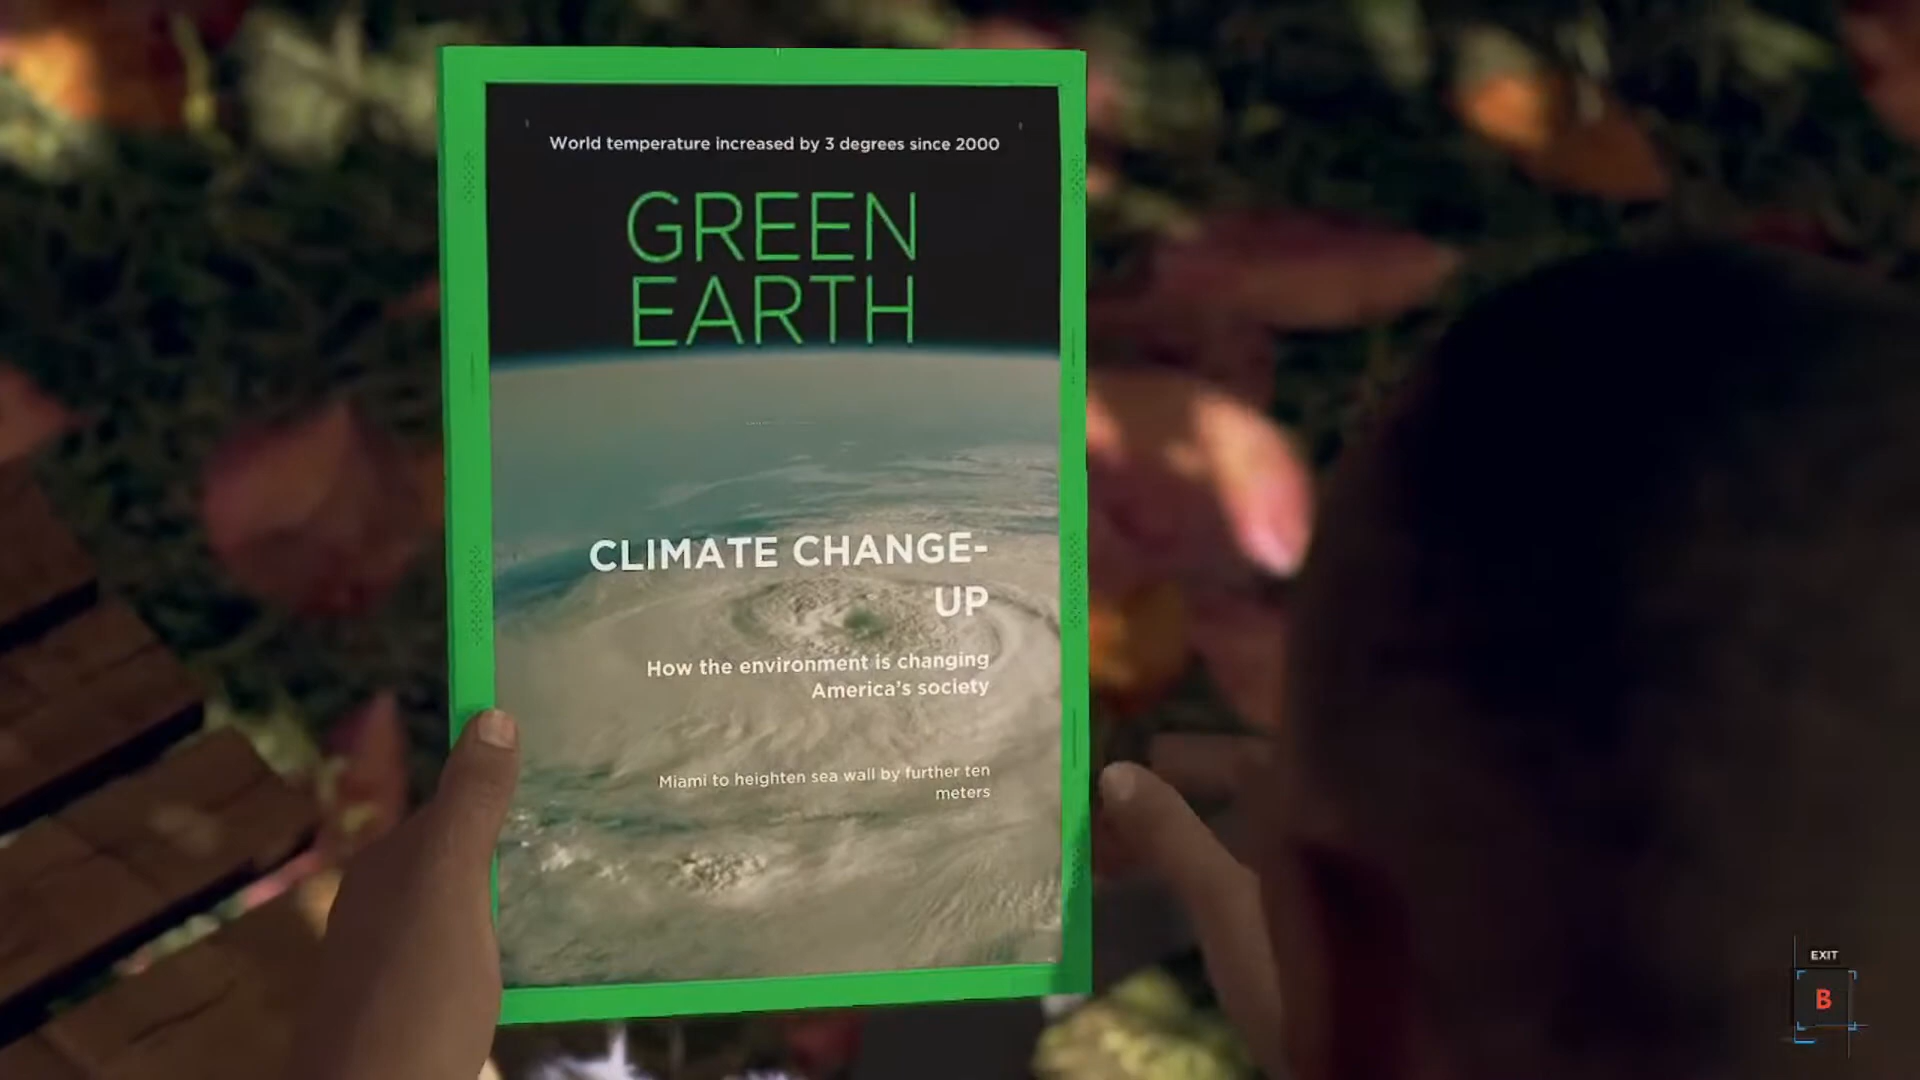 World temperature increased by 3 degrees since 2000
GREEN
EARTH
CLIMATE CHANGE-
UP
How the environment is changing
America's society
Miami to heighten sea wall by further ten
meters
EXIT
B